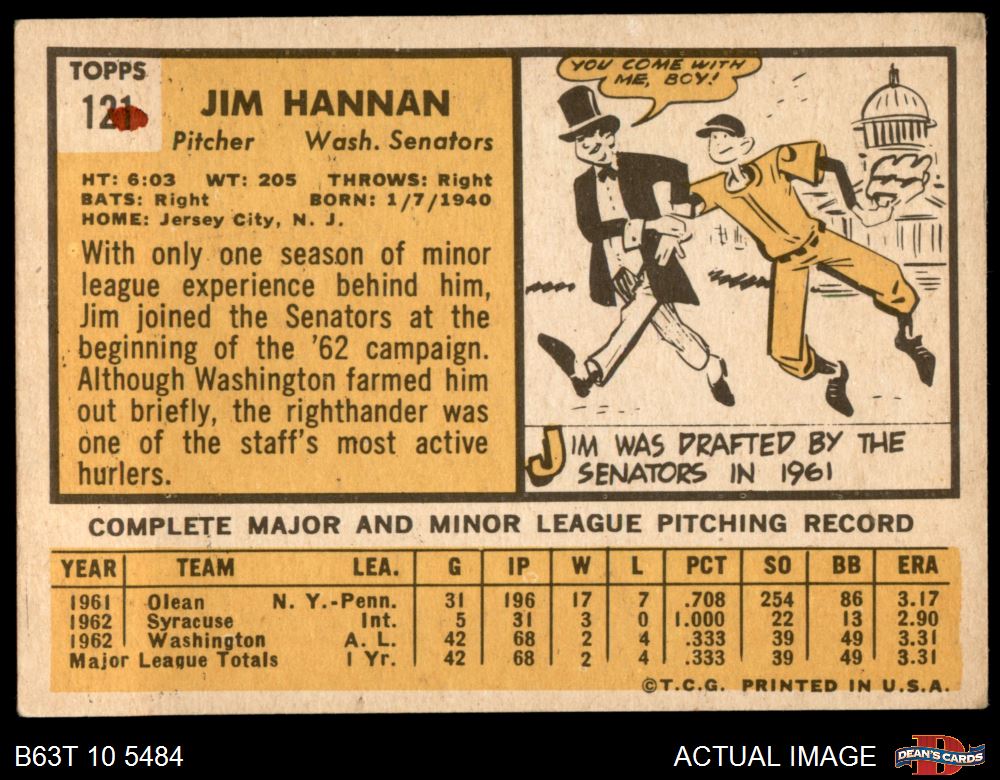 TOPPS
121
JIM HANNAN
Pitcher Wash. Senators
HT: 6:03 WT: 205 THROWS: Right
BATS: Right BORN: 1/7/1940
HOME: Jersey City, N. J.
With only one season of minor
league experience behind him,
Jim joined the Senators at the
beginning of the '62 campaign.
Although Washington farmed him
out briefly, the righthander was
one of the staff's most active
hurlers.
YOU COME WITH
ME, BOY!
JIM WAS DRAFTED BY THE
SENATORS IN 1961
COMPLETE MAJOR AND MINOR LEAGUE PITCHING RECORD
YEAR TEAM LEA. G IP W L PCT SO BB ERA
1961 Olean N. Y.-Penn. 31 196 17 7 .708 254 86 3.17
1962 Syracuse Int. 5 31 3 0 1.000 22 13 2.90
1962 Washington A. L. 42 68 2 4 .333 39 49 3.31
Major League Totals 1 Yr. 42 68 2 4 .333 39 49 3.31
©T.C.G. PRINTED IN U.S.A.
B63T 10 5484
ACTUAL IMAGE
D
DEAN'S CARDS